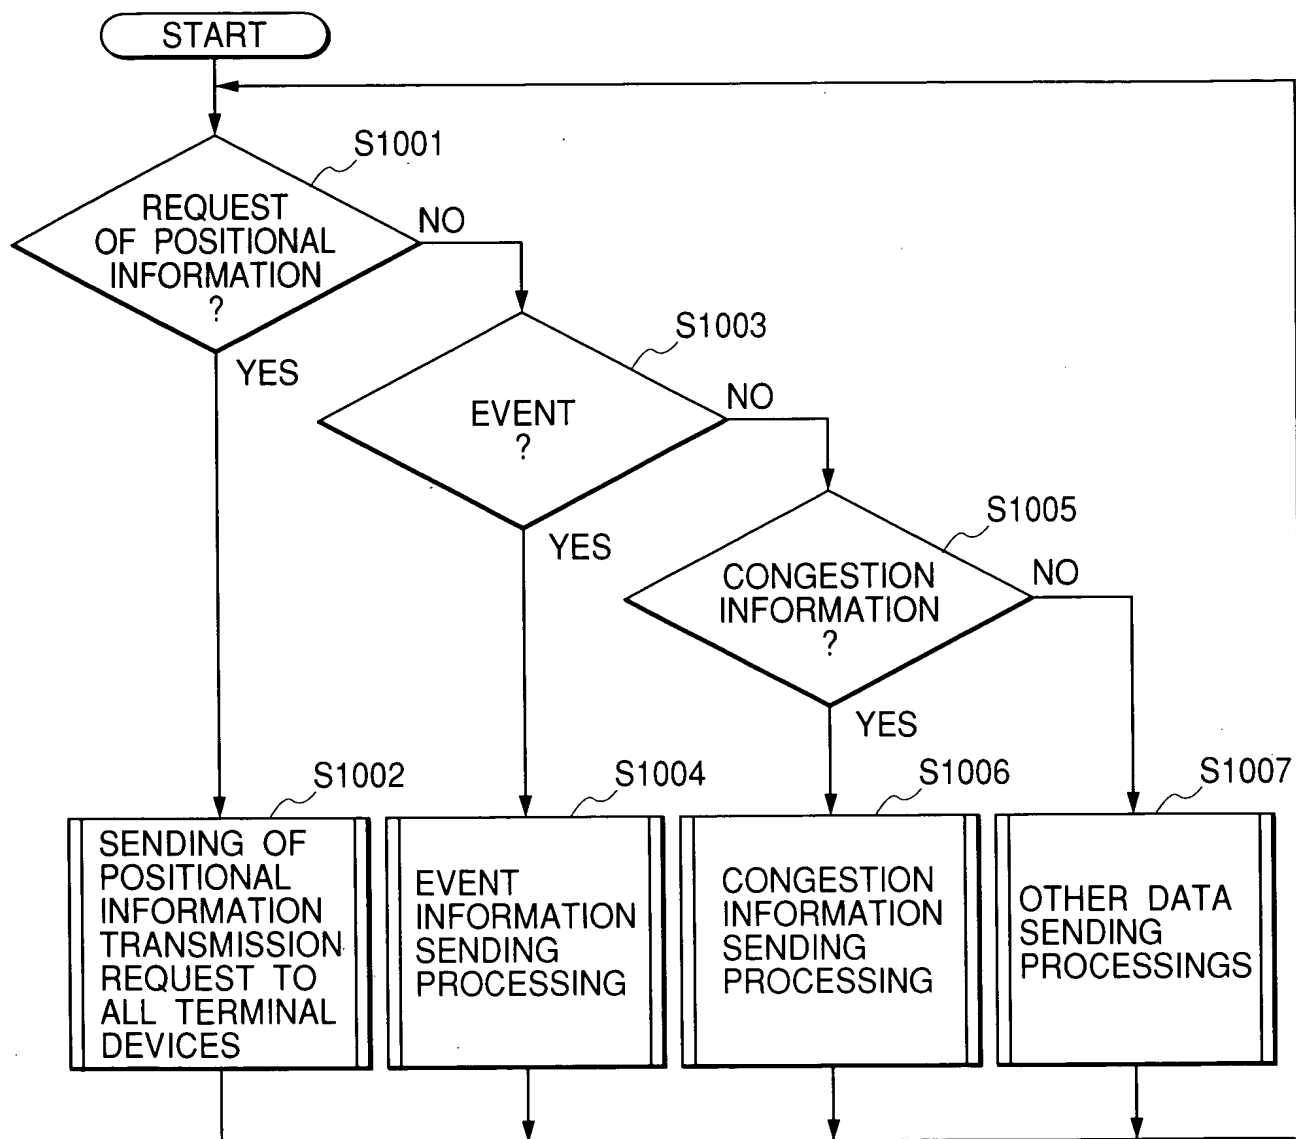 START
S1001
REQUEST
OF POSITIONAL
INFORMATION
?
NO
YES
S1003
EVENT
?
NO
YES
S1005
CONGESTION
INFORMATION
?
NO
YES
S1002
SENDING OF
POSITIONAL
INFORMATION
TRANSMISSION
REQUEST TO
ALL TERMINAL
DEVICES
S1004
EVENT
INFORMATION
SENDING
PROCESSING
S1006
CONGESTION
INFORMATION
SENDING
PROCESSING
S1007
OTHER DATA
SENDING
PROCESSINGS